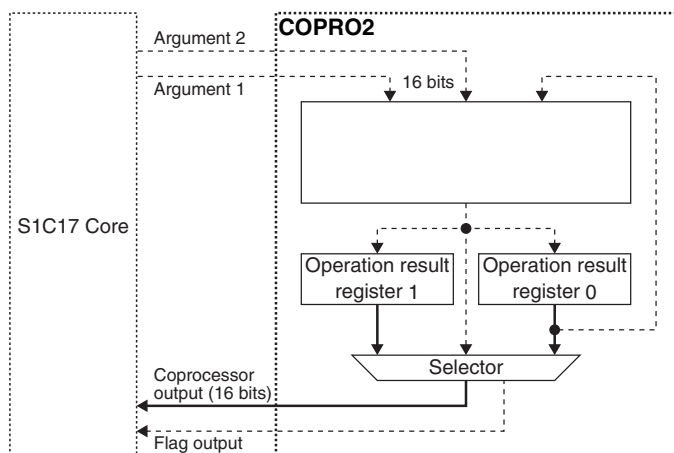 COPRO2
Argument 2
16 bits
Argument 1
S1C17 Core
Operation result
register 1
Operation result
register 0
Selector
Coprocessor
output (16 bits)
Flag output